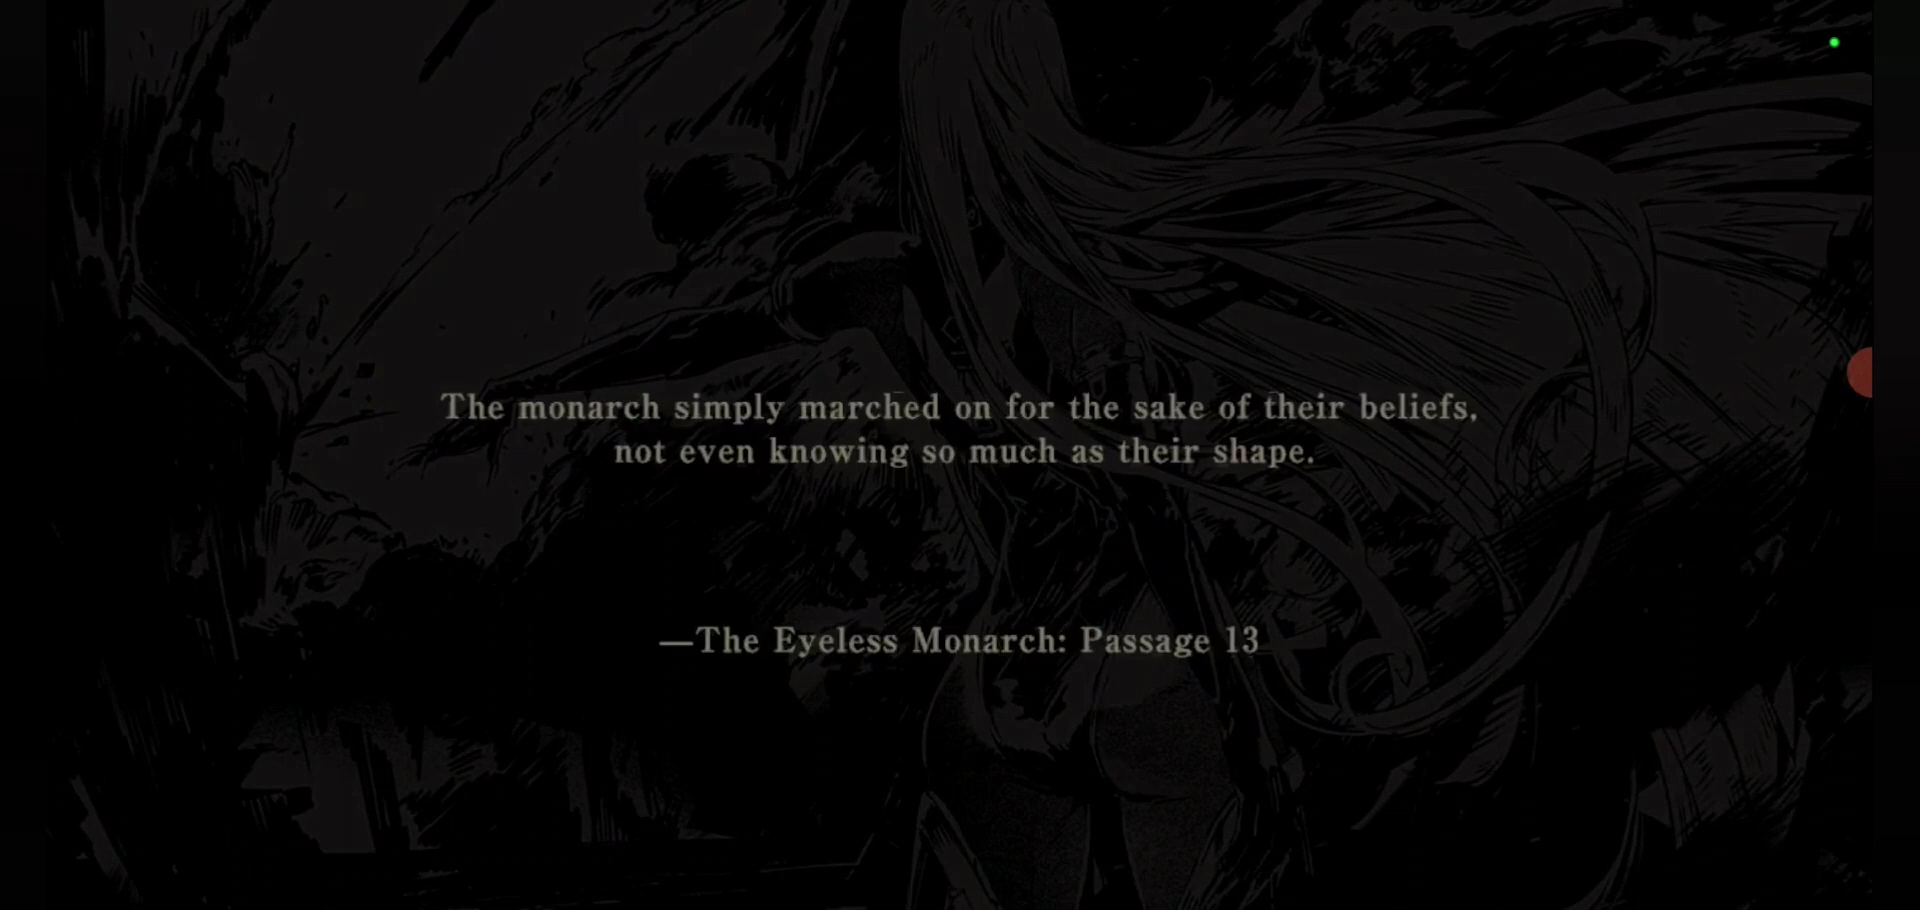 The monarch simply marched on for the sake of their beliefs,
not even knowing so much as their shape.
—The Eyeless Monarch: Passage 13